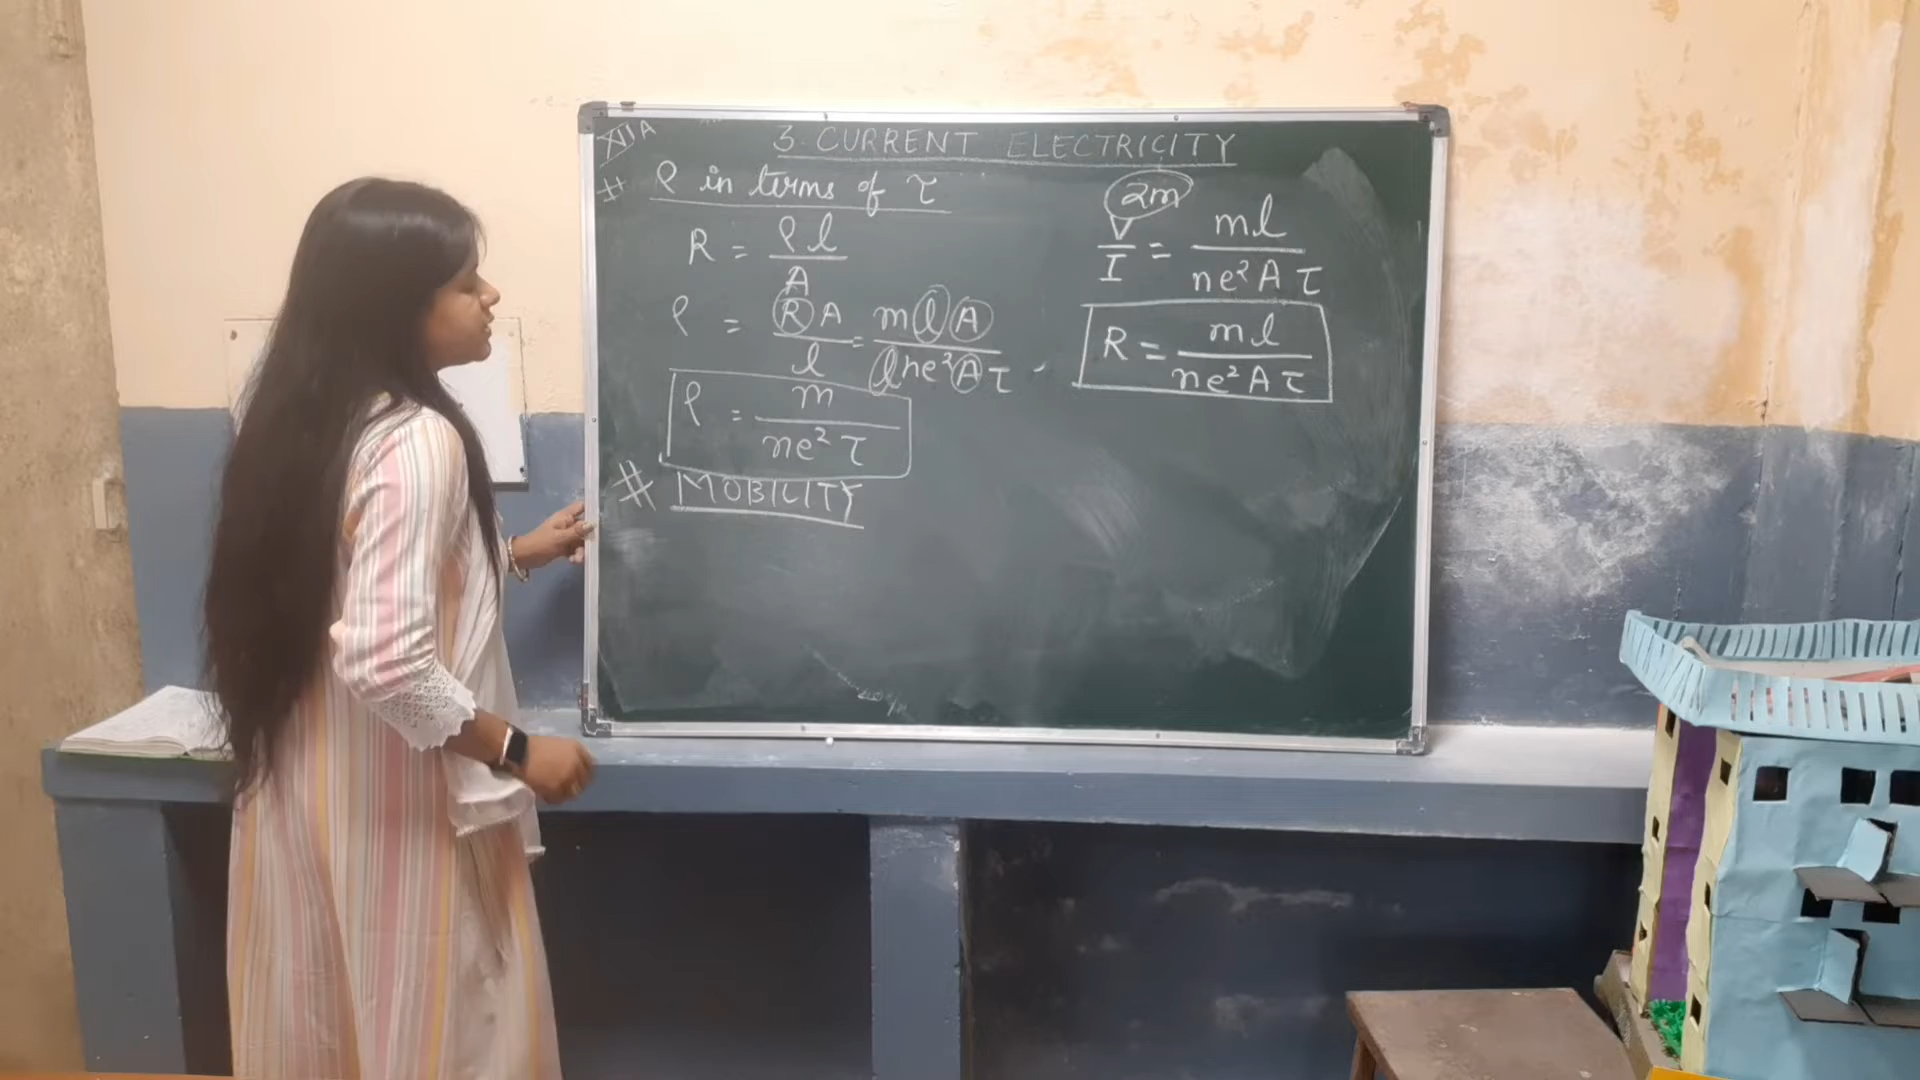 XII A
3. CURRENT ELECTRICITY
# ρ in terms of τ
R = ρl / A
ρ = RA / l = mlA / lne²Aτ
ρ = m / ne²τ
# MOBILITY
2m
V / I = ml / ne²Aτ
R = ml / ne²Aτ